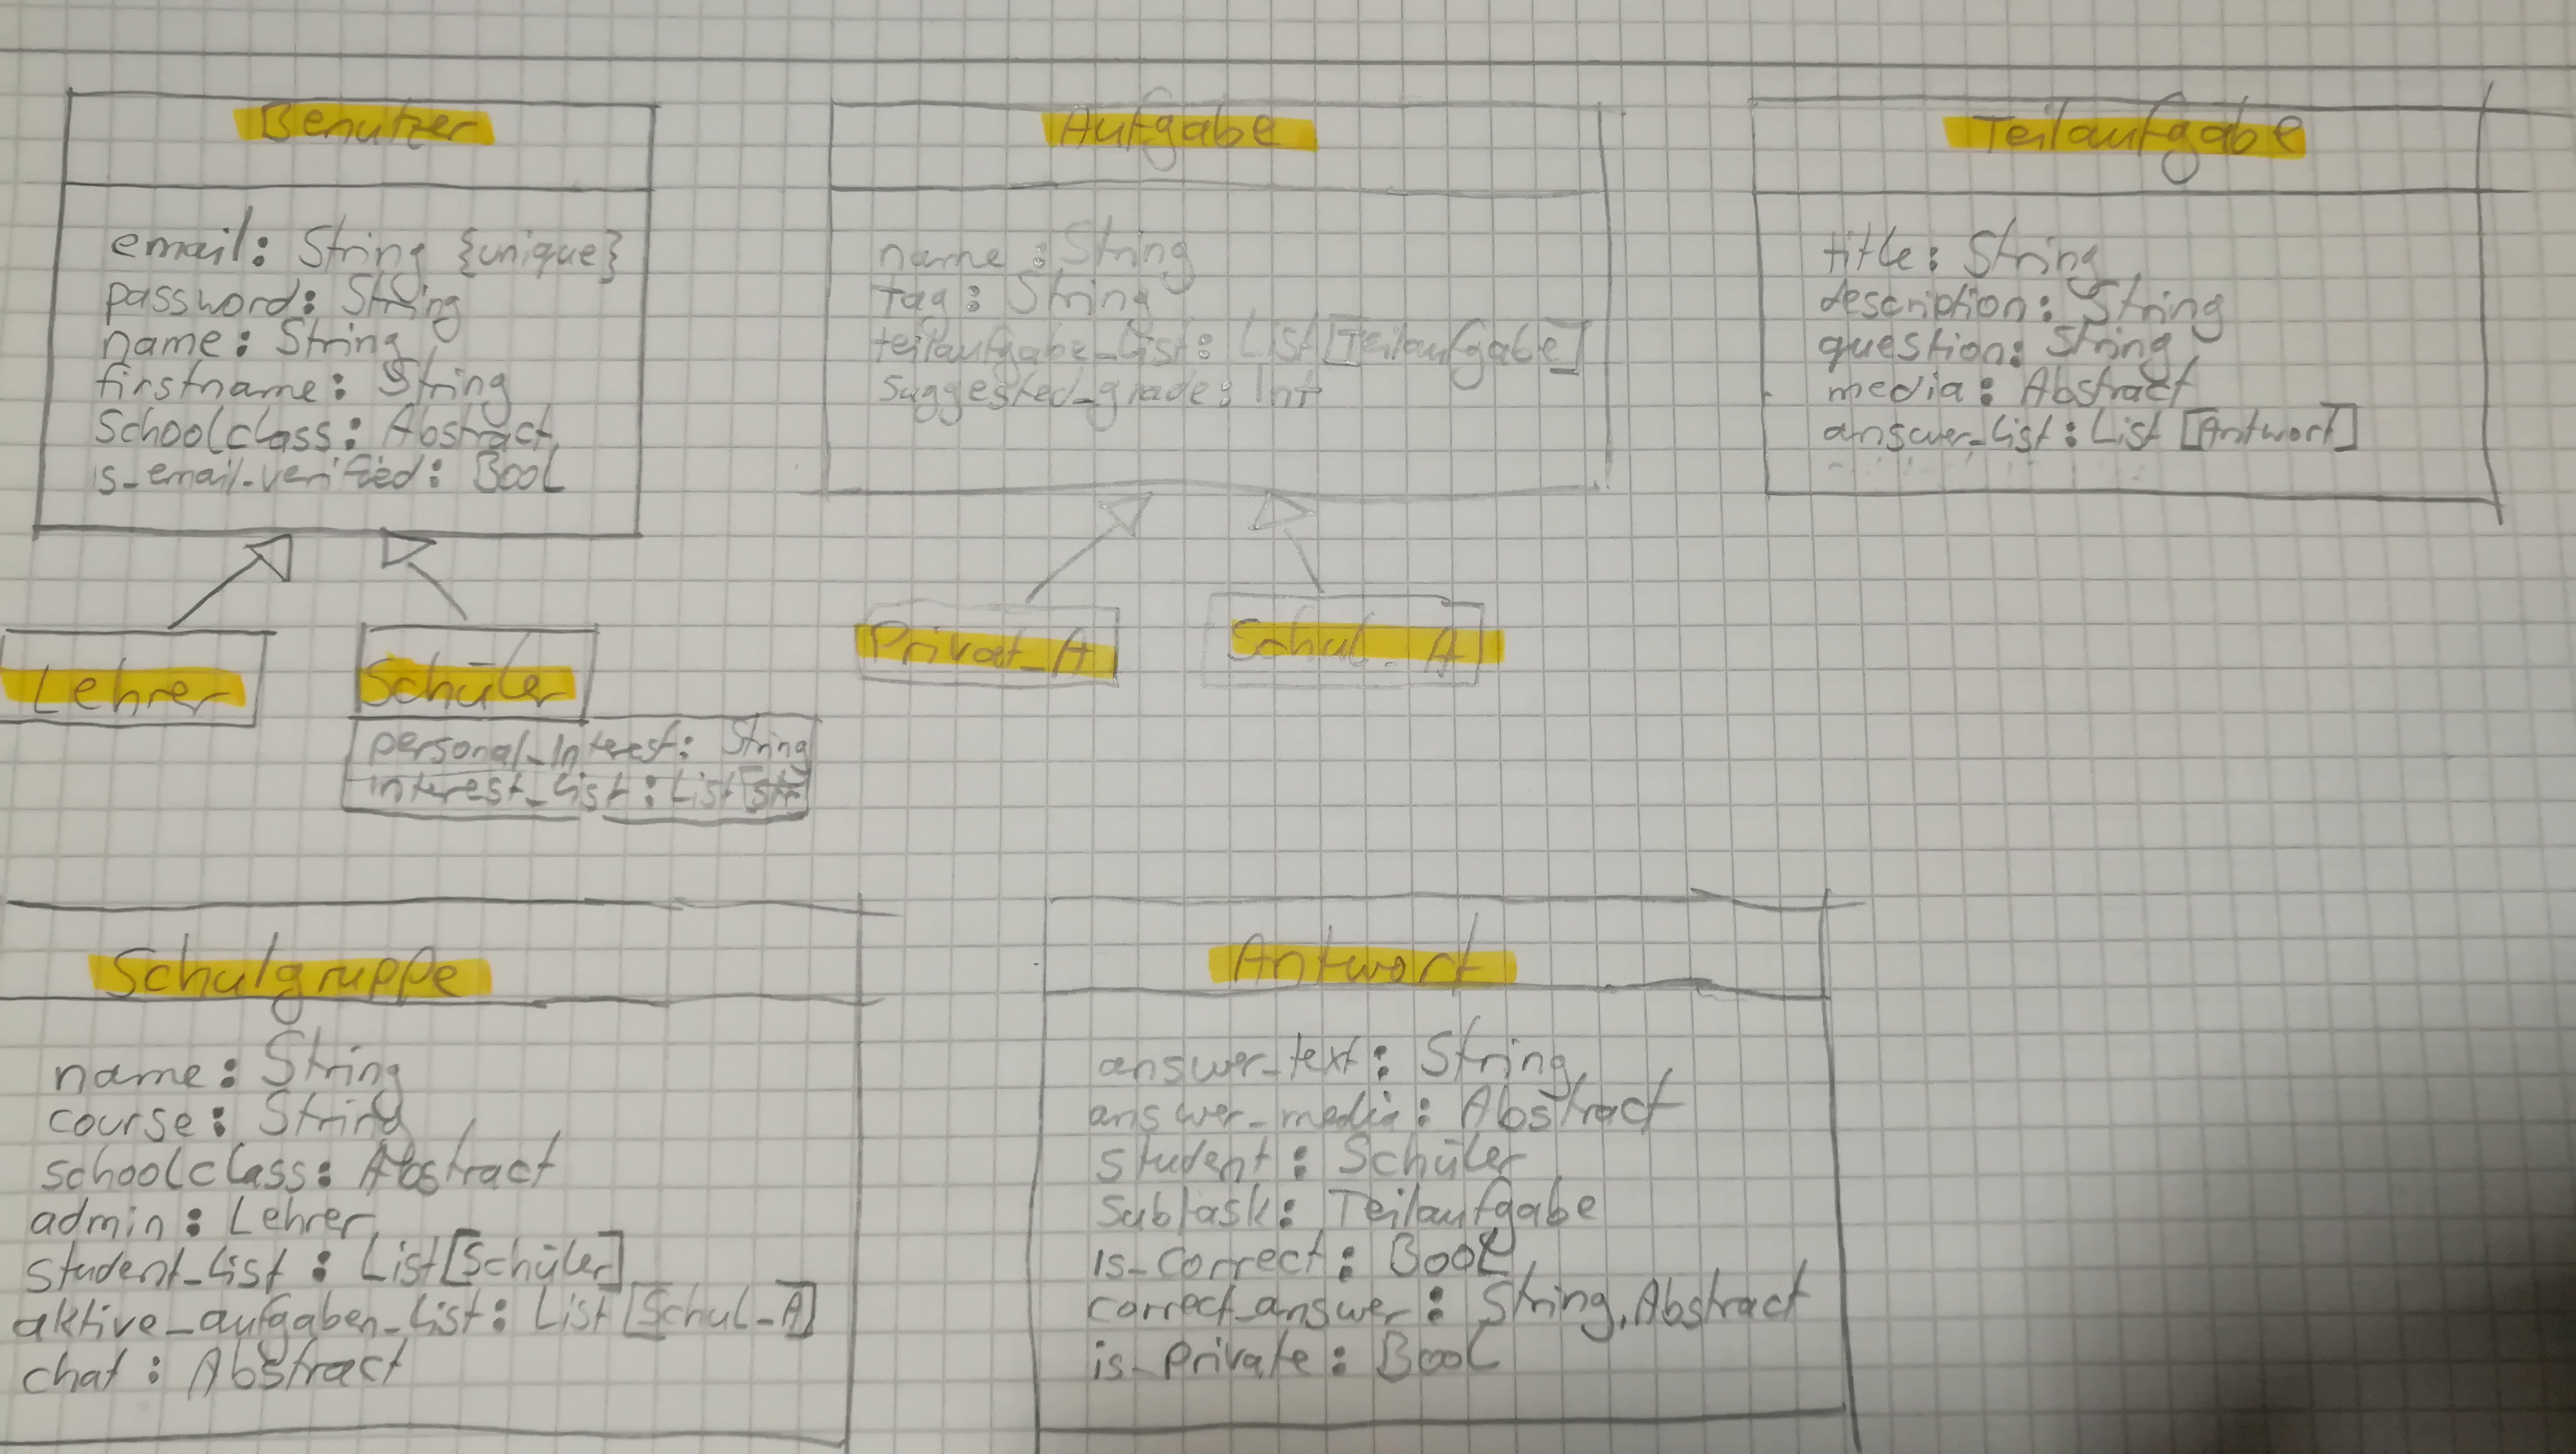 Benutzer
email: String {unique}
password: String
name: String
firstname: String
Schoolclass: Abstract
is_email_verified: Bool
Lehrer
Schüler
personal_Interest: String
interest_list: List[str]
Aufgabe
name: String
tag: String
teilaufgabe_list: List[Teilaufgabe]
suggested_grade: Int
Privat_A
Schul_A
Teilaufgabe
title: String
description: String
question: String
media: Abstract
answer_list: List[Antwort]
Schulgruppe
name: String
course: String
schoolclass: Abstract
admin: Lehrer
student_list: List[Schüler]
aktive_aufgaben_list: List[Schul_A]
chat: Abstract
Antwort
answer_text: String
answer_media: Abstract
student: Schüler
Subtask: Teilaufgabe
is_correct: Bool
correct_answer: String, Abstract
is_private: Bool